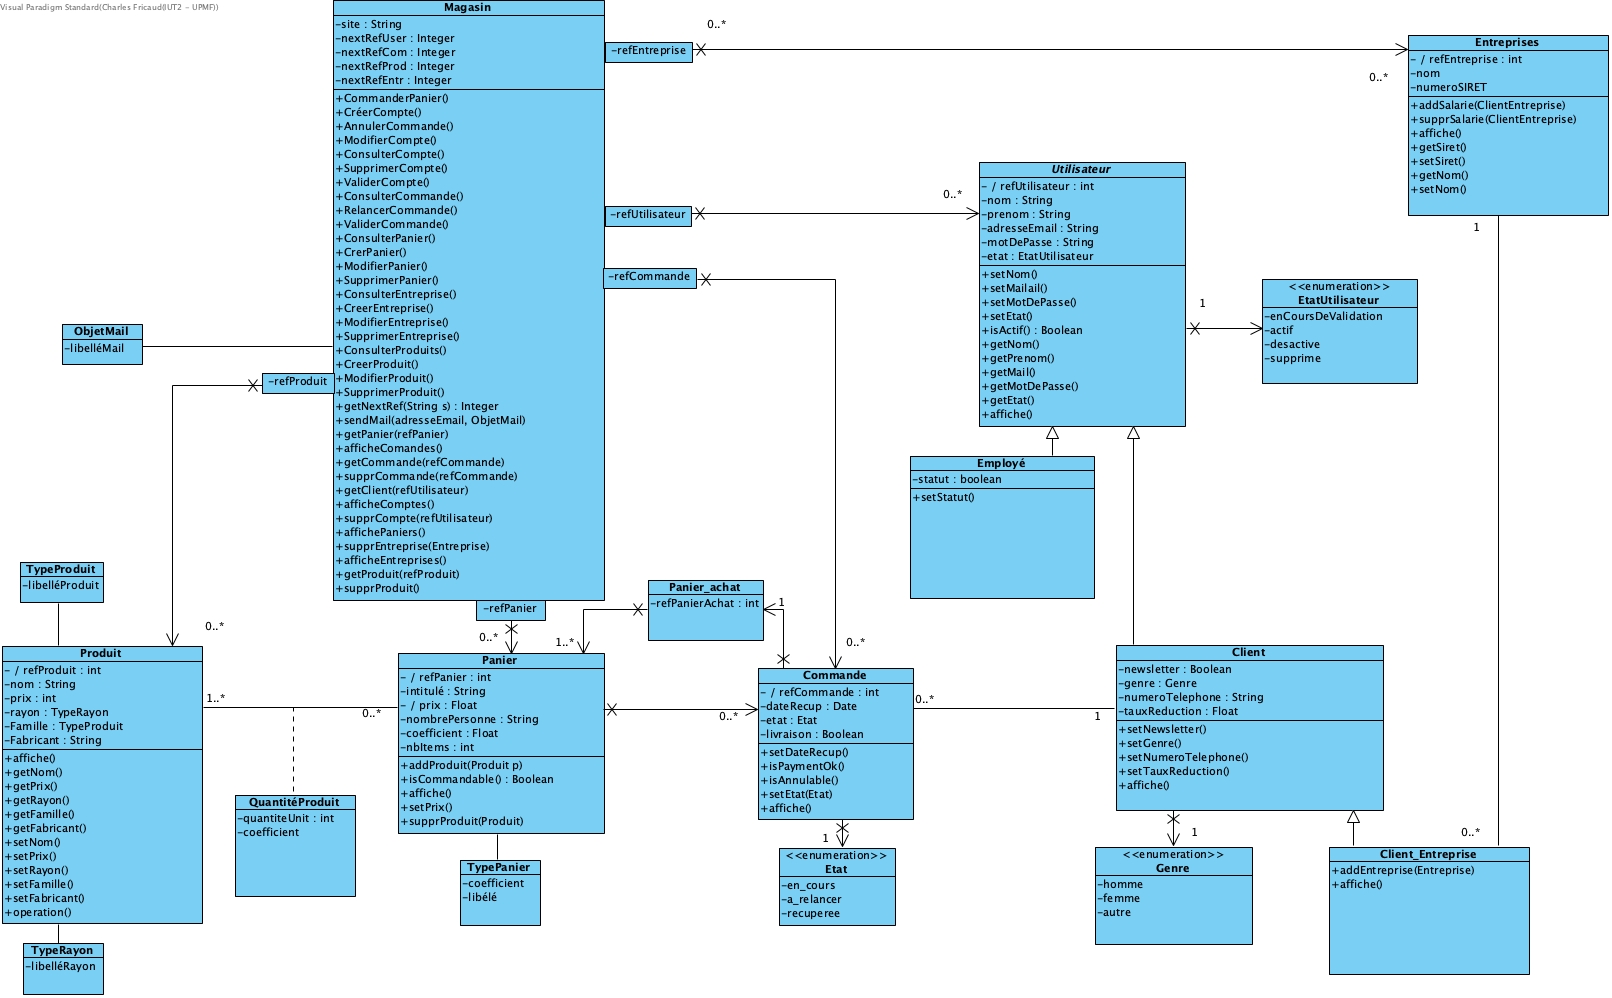 Visual Paradigm Standard(Charles Fricaud(IUT2 - UPMF))
Magasin
-site : String
-nextRefUser : Integer
-nextRefCom : Integer
-nextRefProd : Integer
-nextRefEntr : Integer
+CommanderPanier()
+CréerCompte()
+AnnulerCommande()
+ModifierCompte()
+ConsulterCompte()
+SupprimerCompte()
+ValiderCompte()
+ConsulterCommande()
+RelancerCommande()
+ValiderCommande()
+ConsulterPanier()
+CrerPanier()
+ModifierPanier()
+SupprimerPanier()
+ConsulterEntreprise()
+CreerEntreprise()
+ModifierEntreprise()
+SupprimerEntreprise()
+ConsulterProduits()
+CreerProduit()
+ModifierProduit()
+SupprimerProduit()
+getNextRef(String s) : Integer
+sendMail(adresseEmail, ObjetMail)
+getPanier(refPanier)
+afficheComandes()
+getCommande(refCommande)
+supprCommande(refCommande)
+getClient(refUtilisateur)
+afficheComptes()
+supprCompte(refUtilisateur)
+affichePaniers()
+supprEntreprise(Entreprise)
+afficheEntreprises()
+getProduit(refProduit)
+supprProduit()
-refEntreprise
0..*
0..*
Entreprises
- / refEntreprise : int
-nom
-numeroSIRET
+addSalarie(ClientEntreprise)
+supprSalarie(ClientEntreprise)
+affiche()
+getSiret()
+setSiret()
+getNom()
+setNom()
1
-refUtilisateur
0..*
Utilisateur
- / refUtilisateur : int
-nom : String
-prenom : String
-adresseEmail : String
-motDePasse : String
-etat : EtatUtilisateur
+setNom()
+setMailail()
+setMotDePasse()
+setEtat()
+isActif() : Boolean
+getNom()
+getPrenom()
+getMail()
+getMotDePasse()
+getEtat()
+affiche()
1
<<enumeration>>
EtatUtilisateur
-enCoursDeValidation
-actif
-desactive
-supprime
-refCommande
0..*
ObjetMail
-libelléMail
-refProduit
0..*
Employé
-statut : boolean
+setStatut()
TypeProduit
-libelléProduit
-refPanier
0..*
Panier_achat
-refPanierAchat : int
1
1..*
Produit
- / refProduit : int
-nom : String
-prix : int
-rayon : TypeRayon
-Famille : TypeProduit
-Fabricant : String
+affiche()
+getNom()
+getPrix()
+getRayon()
+getFamille()
+getFabricant()
+setNom()
+setPrix()
+setRayon()
+setFamille()
+setFabricant()
+operation()
1..*
0..*
Panier
- / refPanier : int
-intitulé : String
- / prix : Float
-nombrePersonne : String
-coefficient : Float
-nbItems : int
+addProduit(Produit p)
+isCommandable() : Boolean
+affiche()
+setPrix()
+supprProduit(Produit)
0..*
Commande
- / refCommande : int
-dateRecup : Date
-etat : Etat
-livraison : Boolean
+setDateRecup()
+isPaymentOk()
+isAnnulable()
+setEtat(Etat)
+affiche()
0..*
1
Client
-newsletter : Boolean
-genre : Genre
-numeroTelephone : String
-tauxReduction : Float
+setNewsletter()
+setGenre()
+setNumeroTelephone()
+setTauxReduction()
+affiche()
QuantitéProduit
-quantiteUnit : int
-coefficient
TypePanier
-coefficient
-libélé
1
<<enumeration>>
Etat
-en_cours
-a_relancer
-recuperee
1
<<enumeration>>
Genre
-homme
-femme
-autre
0..*
Client_Entreprise
+addEntreprise(Entreprise)
+affiche()
TypeRayon
-libelléRayon